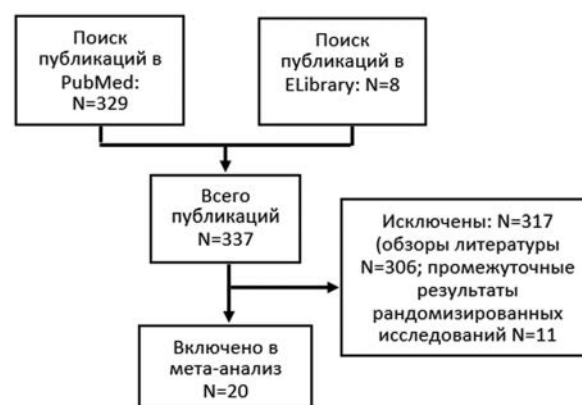 Поиск
публикаций в
PubMed:
N=329
Поиск
публикаций в
ELibrary: N=8
Всего
публикаций
N=337
Исключены: N=317
(обзоры литературы
N=306; промежуточные
результаты
рандомизированных
исследований N=11
Включено в
мета-анализ
N=20